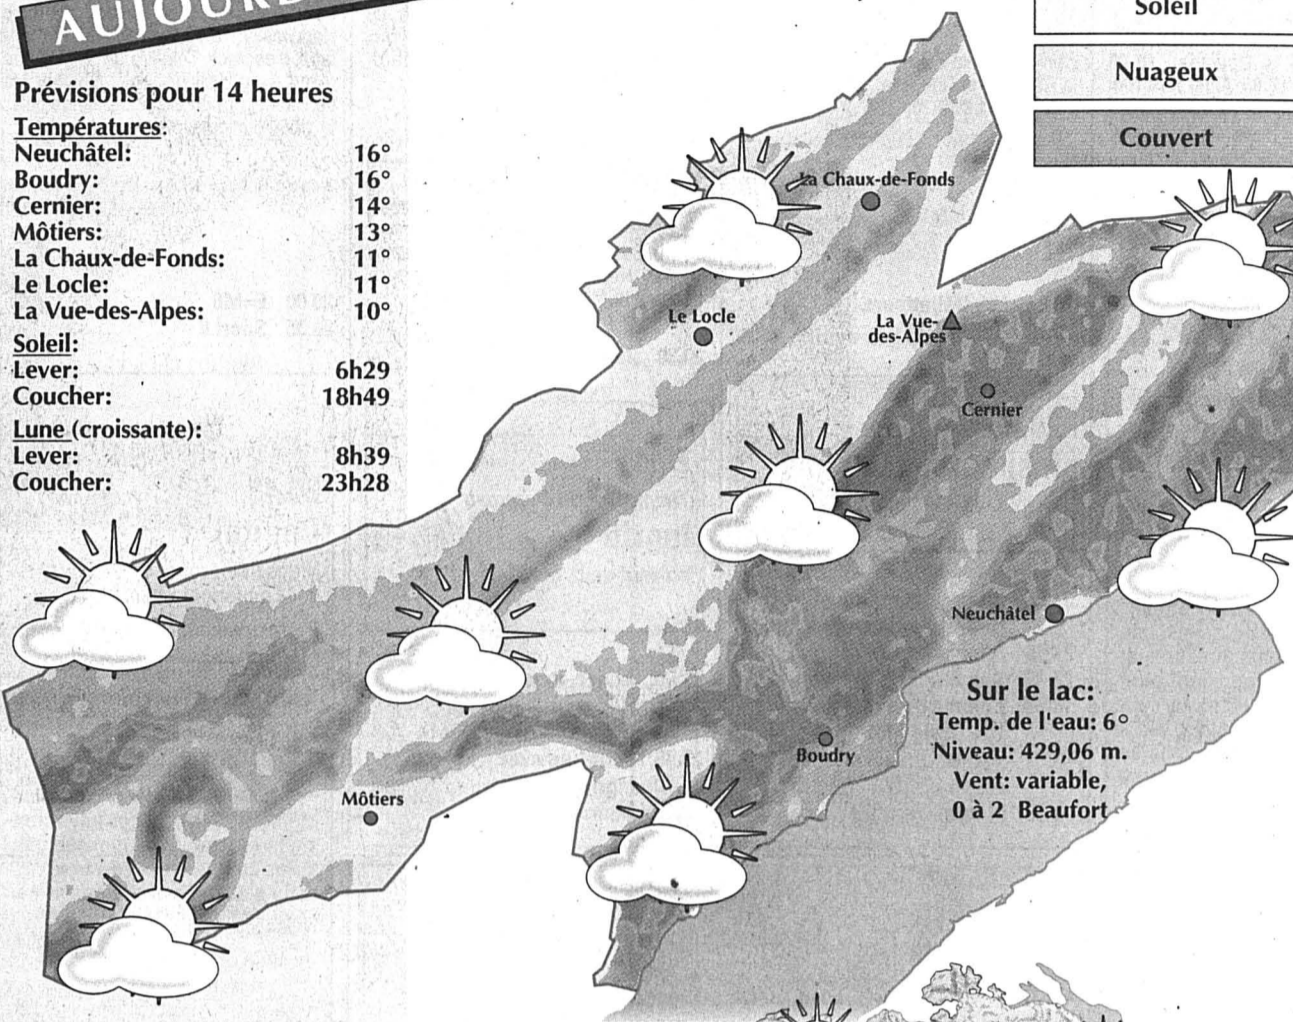 Soleil
Nuageux
Couvert
Prévisions pour 14 heures
Températures:
Neuchâtel: 16°
Boudry: 16°
Cernier: 14°
Môtiers: 13°
La Chaux-de-Fonds: 11°
Le Locle: 11°
La Vue-des-Alpes: 10°
Soleil:
Lever: 6h29
Coucher: 18h49
Lune (croissante):
Lever: 8h39
Coucher: 23h28
La Chaux-de-Fonds
Le Locle
La Vue-
des-Alpes
Cernier
Neuchâtel
Sur le lac:
Temp. de l'eau: 6°
Niveau: 429,06 m.
Vent: variable,
0 à 2 Beaufort
Boudry
Môtiers